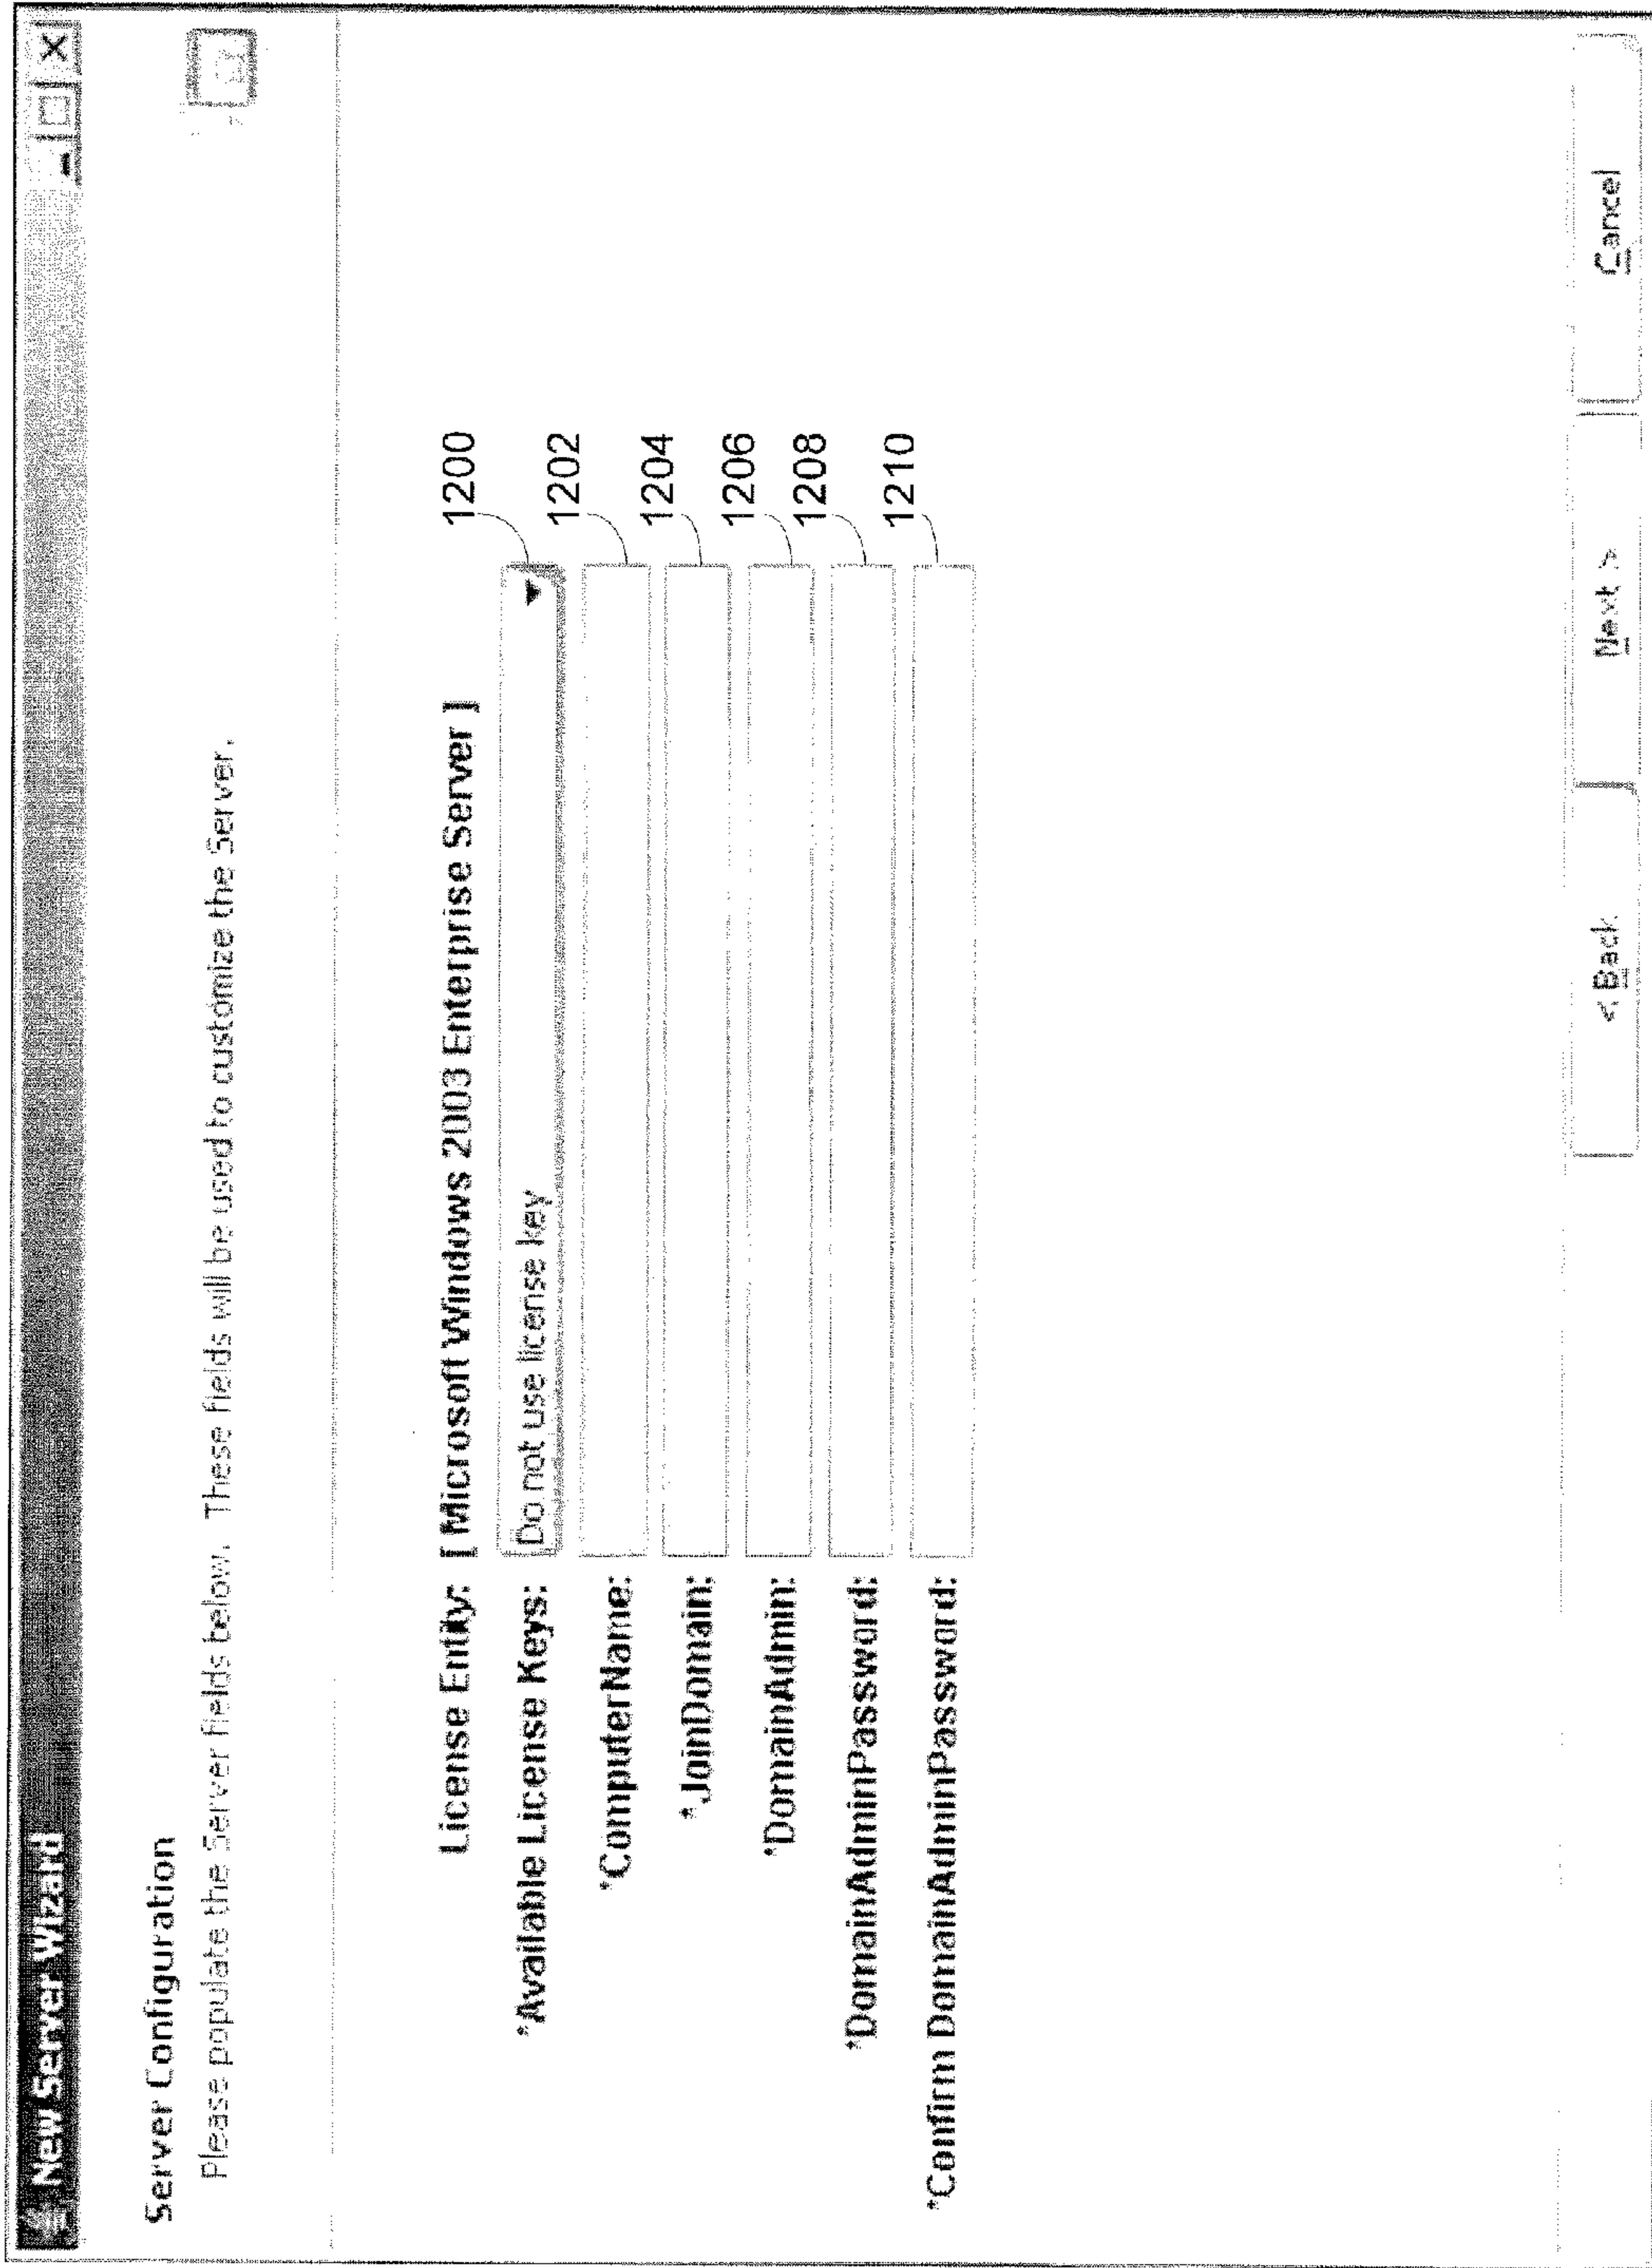 New Server Wizard
Server Configuration
Please populate the Server fields below. These fields will be used to customize the Server.
License Entity: [ Microsoft Windows 2003 Enterprise Server ]
*Available License Keys: Do not use license key 1200
*ComputerName: 1202
*JoinDomain: 1204
*DomainAdmin: 1206
*DomainAdminPassword: 1208
*Confirm DomainAdminPassword: 1210
< Back Next > Cancel